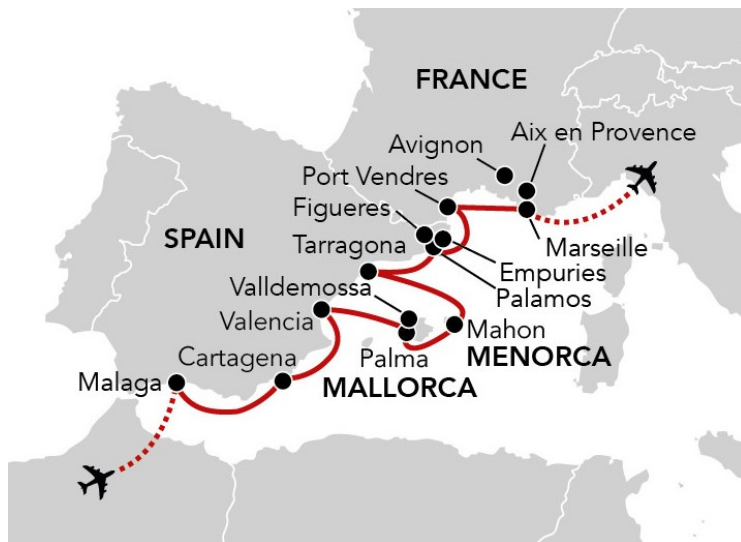 FRANCE
Aix en Provence
Avignon
Port Vendres
Figueres
SPAIN
Marseille
Tarragona
Empuries
Palamos
Valldemossa
Valencia
Mahon
Palma
MENORCA
Cartagena
MALLORCA
Malaga